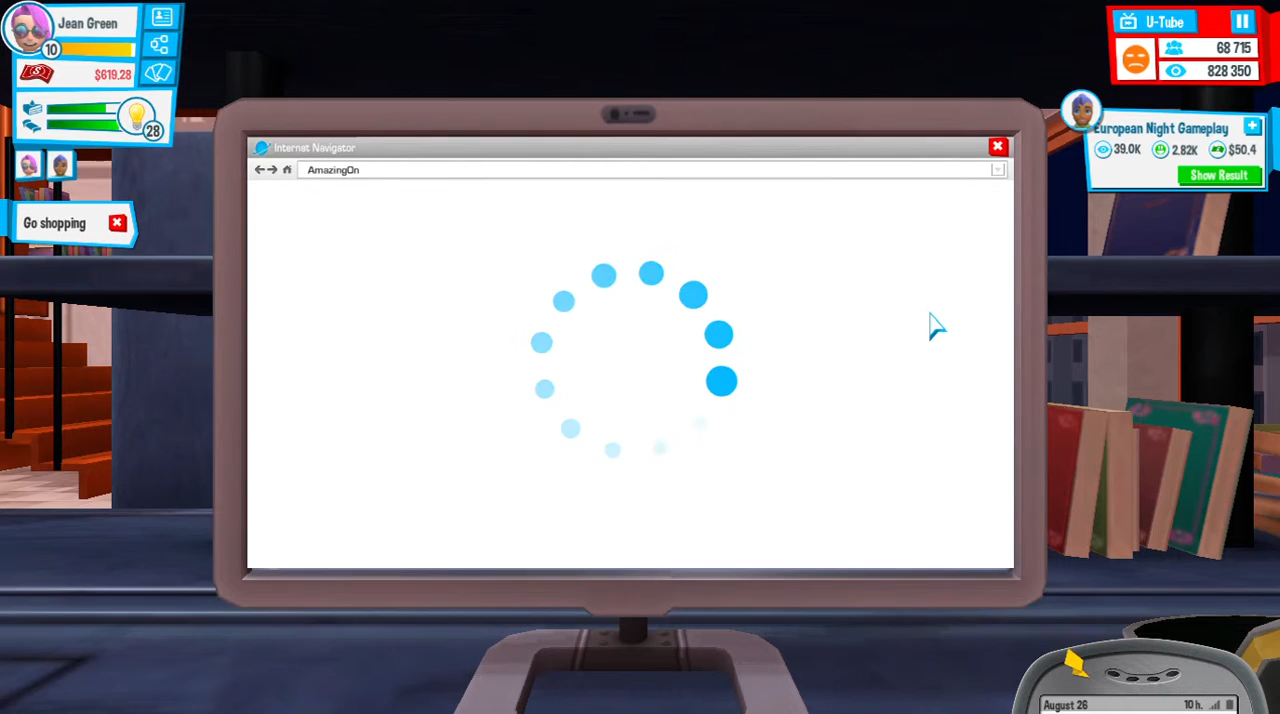 Jean Green
10
$619.28
28
Go shopping
Internet Navigator
AmazingOn
U-Tube
68 715
828 350
European Night Gameplay
39.0K
2.82K
$50.4
Show Result
August 26
10 h.